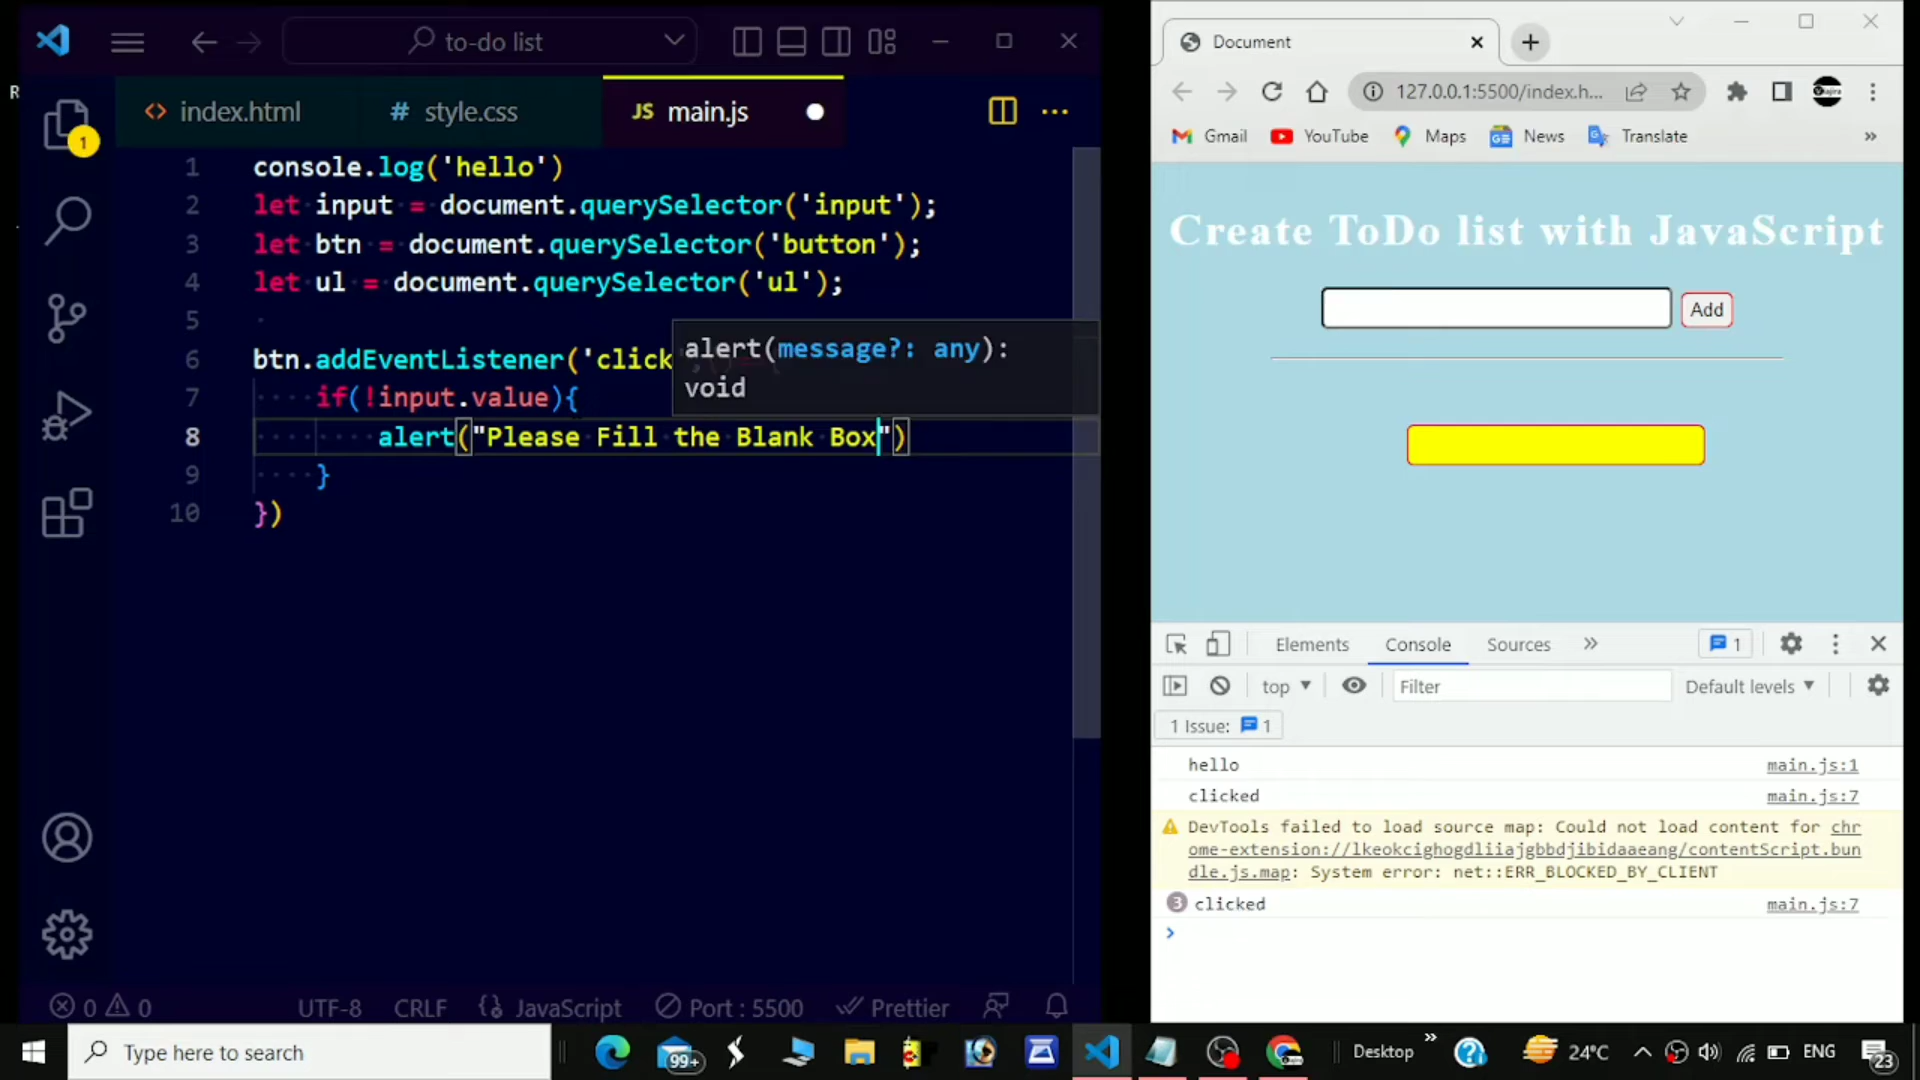 R
to-do list
index.html
# style.css
JS main.js
1
1 console.log('hello')
2 let input = document.querySelector('input');
3 let btn = document.querySelector('button');
4 let ul = document.querySelector('ul');
5
alert(message?: any):
void
6 btn.addEventListener('click
7 if(!input.value){
8 alert("Please Fill the Blank Box")
9 }
10 })
0 0
UTF-8
CRLF
JavaScript
Port : 5500
Prettier
Document
127.0.0.1:5500/index.h...
Gmail
YouTube
Maps
News
Translate
Create ToDo list with JavaScript
Add
Elements
Console
Sources
1
top
Filter
Default levels
1 Issue: 1
hello main.js:1
clicked main.js:7
DevTools failed to load source map: Could not load content for chr
ome-extension://lkeokcighogdliiajgbbdjibidaaeang/contentScript.bun
dle.js.map: System error: net::ERR_BLOCKED_BY_CLIENT
3 clicked main.js:7
Type here to search
99+
Desktop
24°C
ENG
23